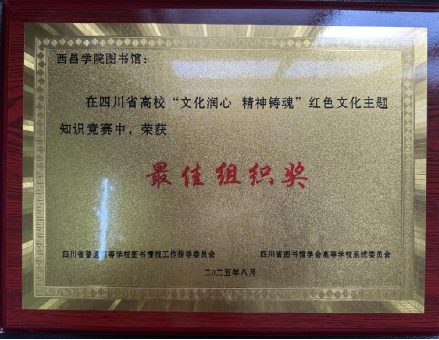 西昌学院图书馆:
在四川省高校“文化润心 精神铸魂”红色文化主题
知识竞赛中，荣获
最佳组织奖
四川省普通高等学校图书情报工作指导委员会 四川省图书馆学会高等学校系统委员会
二〇二五年八月